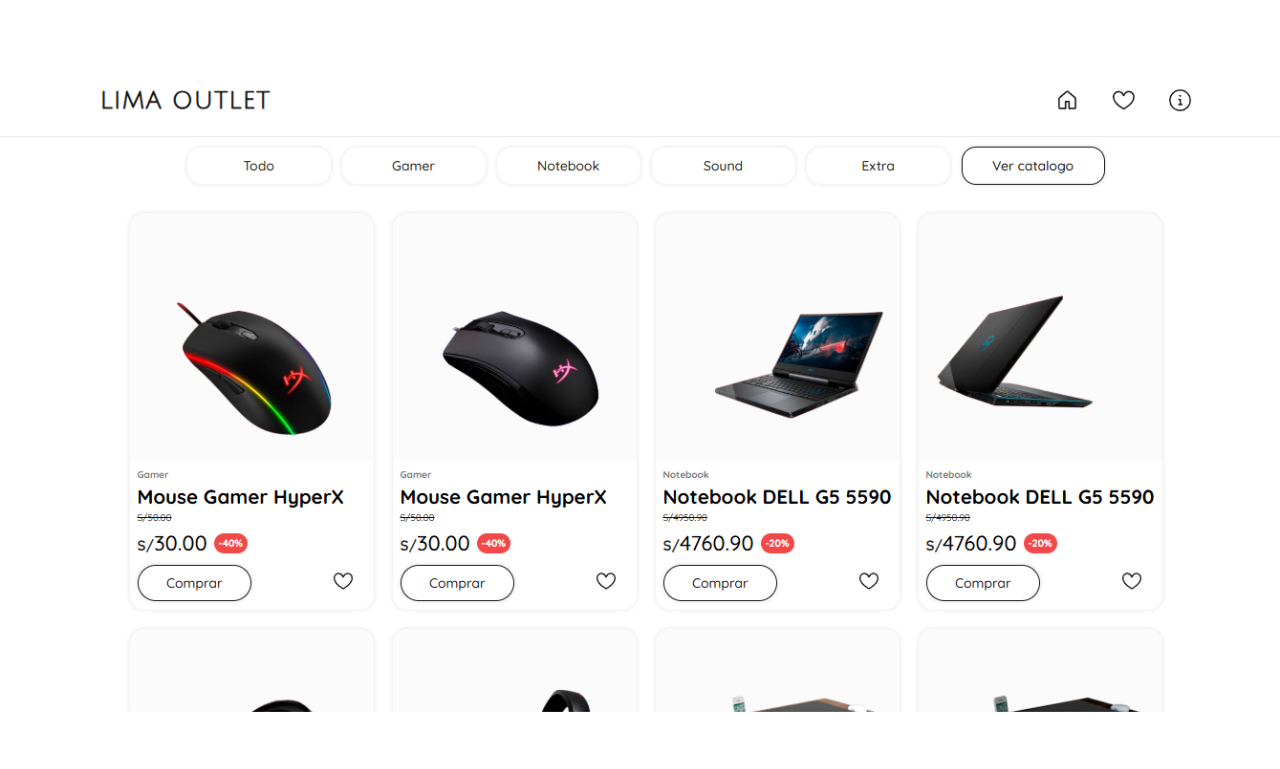 LIMA OUTLET
Todo Gamer Notebook Sound Extra Ver catalogo
Gamer
Mouse Gamer HyperX
S/50.00
S/30.00 -40%
Comprar
Gamer
Mouse Gamer HyperX
S/50.00
S/30.00 -40%
Comprar
Notebook
Notebook DELL G5 5590
S/4950.90
S/4760.90 -20%
Comprar
Notebook
Notebook DELL G5 5590
S/4950.90
S/4760.90 -20%
Comprar